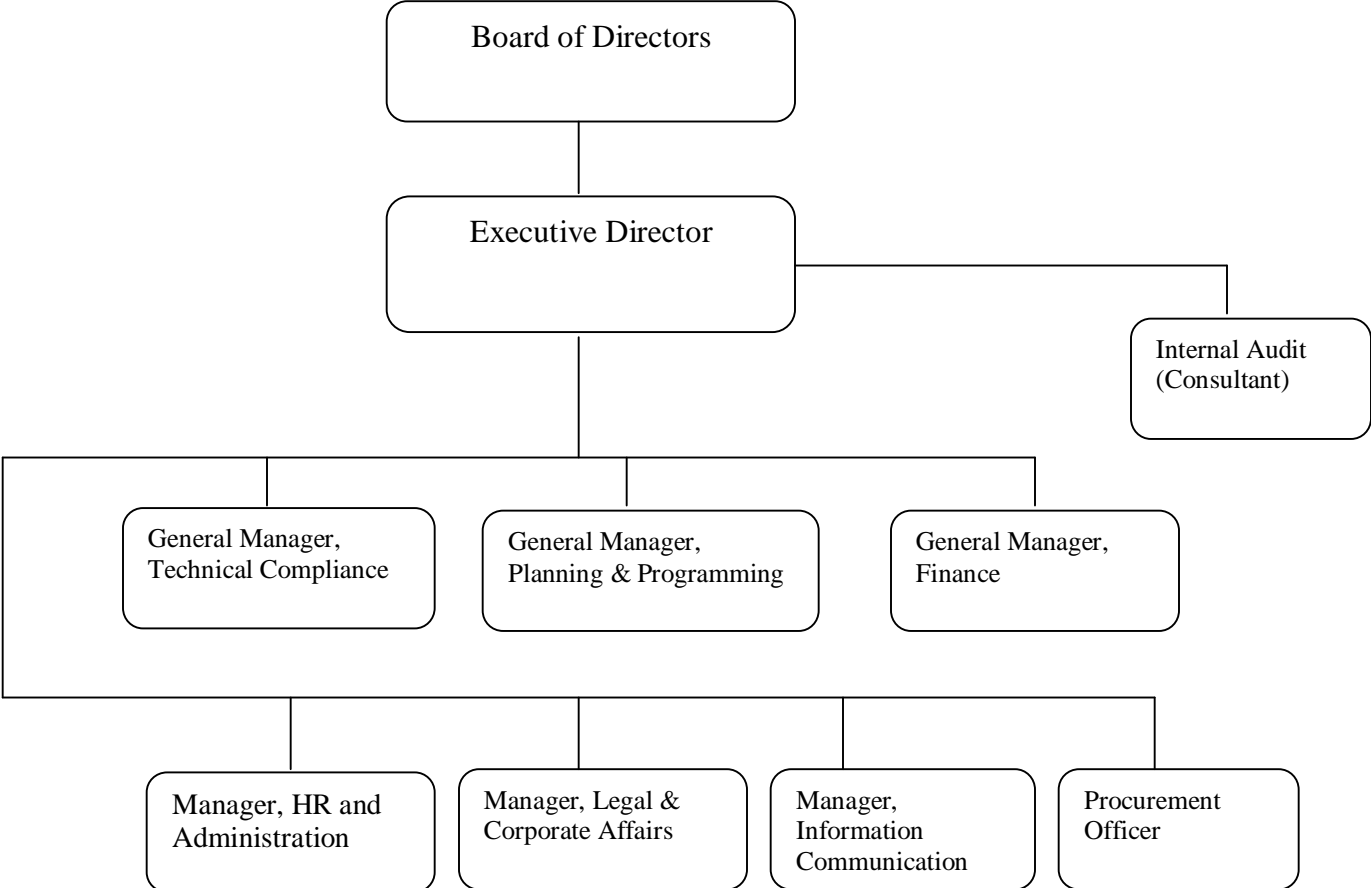 Board of Directors
Executive Director
Internal Audit
(Consultant)
General Manager,
Technical Compliance
General Manager,
Planning & Programming
General Manager,
Finance
Manager, HR and
Administration
Manager, Legal &
Corporate Affairs
Manager,
Information
Communication
Procurement
Officer